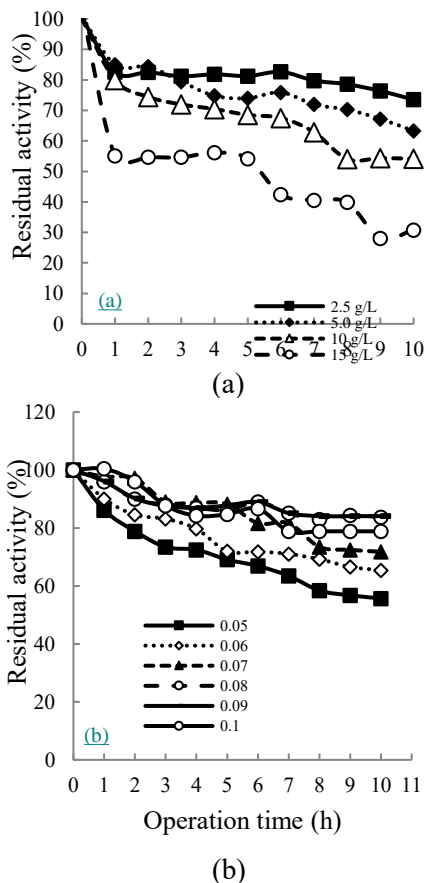 Residual activity (%)
100
90
80
70
60
50
40
30
20
10
0
(a)
2.5 g/L
5.0 g/L
10 g/L
15 g/L
0 1 2 3 4 5 6 7 8 9 10
(a)
Residual activity (%)
120
100
80
60
40
20
0
0.05
0.06
0.07
0.08
0.09
0.1
(b)
0 1 2 3 4 5 6 7 8 9 10 11
Operation time (h)
(b)